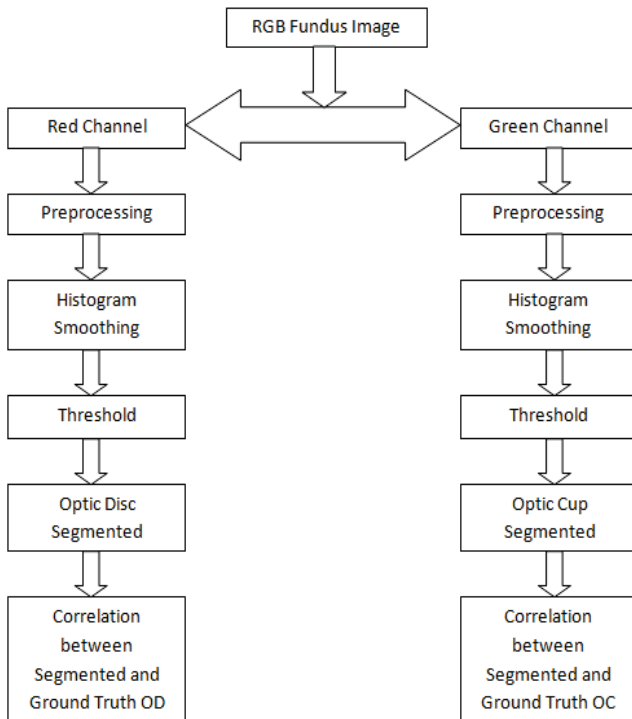 RGB Fundus Image
Red Channel
Green Channel
Preprocessing
Preprocessing
Histogram
Smoothing
Histogram
Smoothing
Threshold
Threshold
Optic Disc
Segmented
Optic Cup
Segmented
Correlation
between
Segmented and
Ground Truth OD
Correlation
between
Segmented and
Ground Truth OC